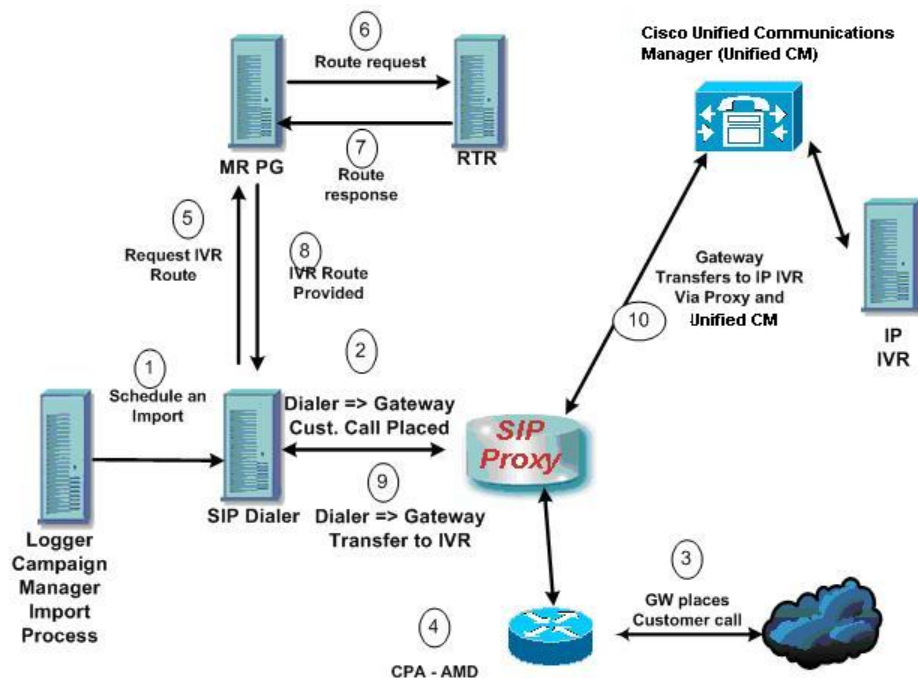 6
Route request
Cisco Unified Communications
Manager (Unified CM)
MR PG
7
Route
response
RTR
5
Request IVR
Route
8
IVR Route
Provided
Gateway
Transfers to IP IVR
Via Proxy and
Unified CM
10
IP
IVR
1
Schedule an
Import
2
Dialer => Gateway
Cust. Call Placed
SIP
Proxy
9
Dialer => Gateway
Transfer to IVR
SIP Dialer
Logger
Campaign
Manager
Import
Process
3
GW places
Customer call
4
CPA - AMD